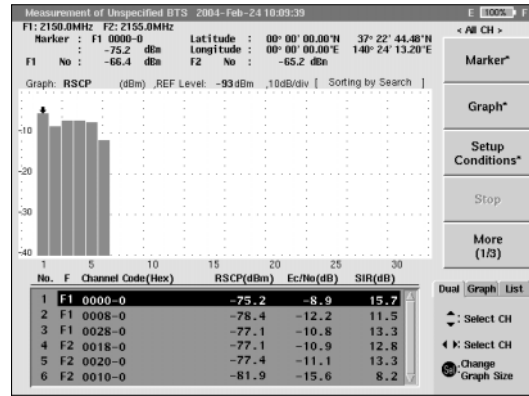 Measurement of Unspecified BTS 2004-Feb-24 10:09:39 E 100% F
F1: 2150.0MHz F2: 2155.0MHz
Marker : F1 0000-0 Latitude : 00° 00' 00.00"N 37° 22' 44.48"N
: -75.2 dBm Longitude : 00° 00' 00.00"E 140° 24' 13.20"E
F1 No : -66.4 dBm F2 No : -65.2 dBm
Graph: RSCP (dBm) ,REF Level: -93dBm ,10dB/div [ Sorting by Search ]
-10
-20
-30
-40
1 5 10 15 20 25 30
No. F Channel Code(Hex) RSCP(dBm) Ec/No(dB) SIR(dB)
1 F1 0000-0 -75.2 -8.9 15.7
2 F1 0008-0 -78.4 -12.2 11.5
3 F1 0028-0 -77.1 -10.8 13.3
4 F2 0018-0 -77.1 -10.9 12.8
5 F2 0020-0 -77.4 -11.1 13.3
6 F2 0010-0 -81.9 -15.6 8.2
< All CH >
Marker*
Graph*
Setup
Conditions*
Stop
More
(1/3)
Dual Graph List
: Select CH
: Select CH
Sel :Change
Graph Size